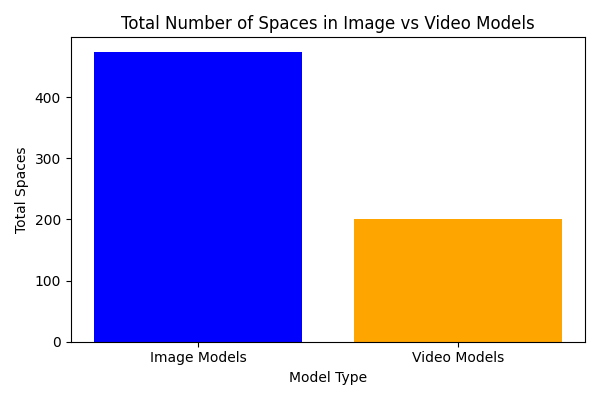 Total Number of Spaces in Image vs Video Models
Total Spaces
400
300
200
100
0
Image Models
Video Models
Model Type